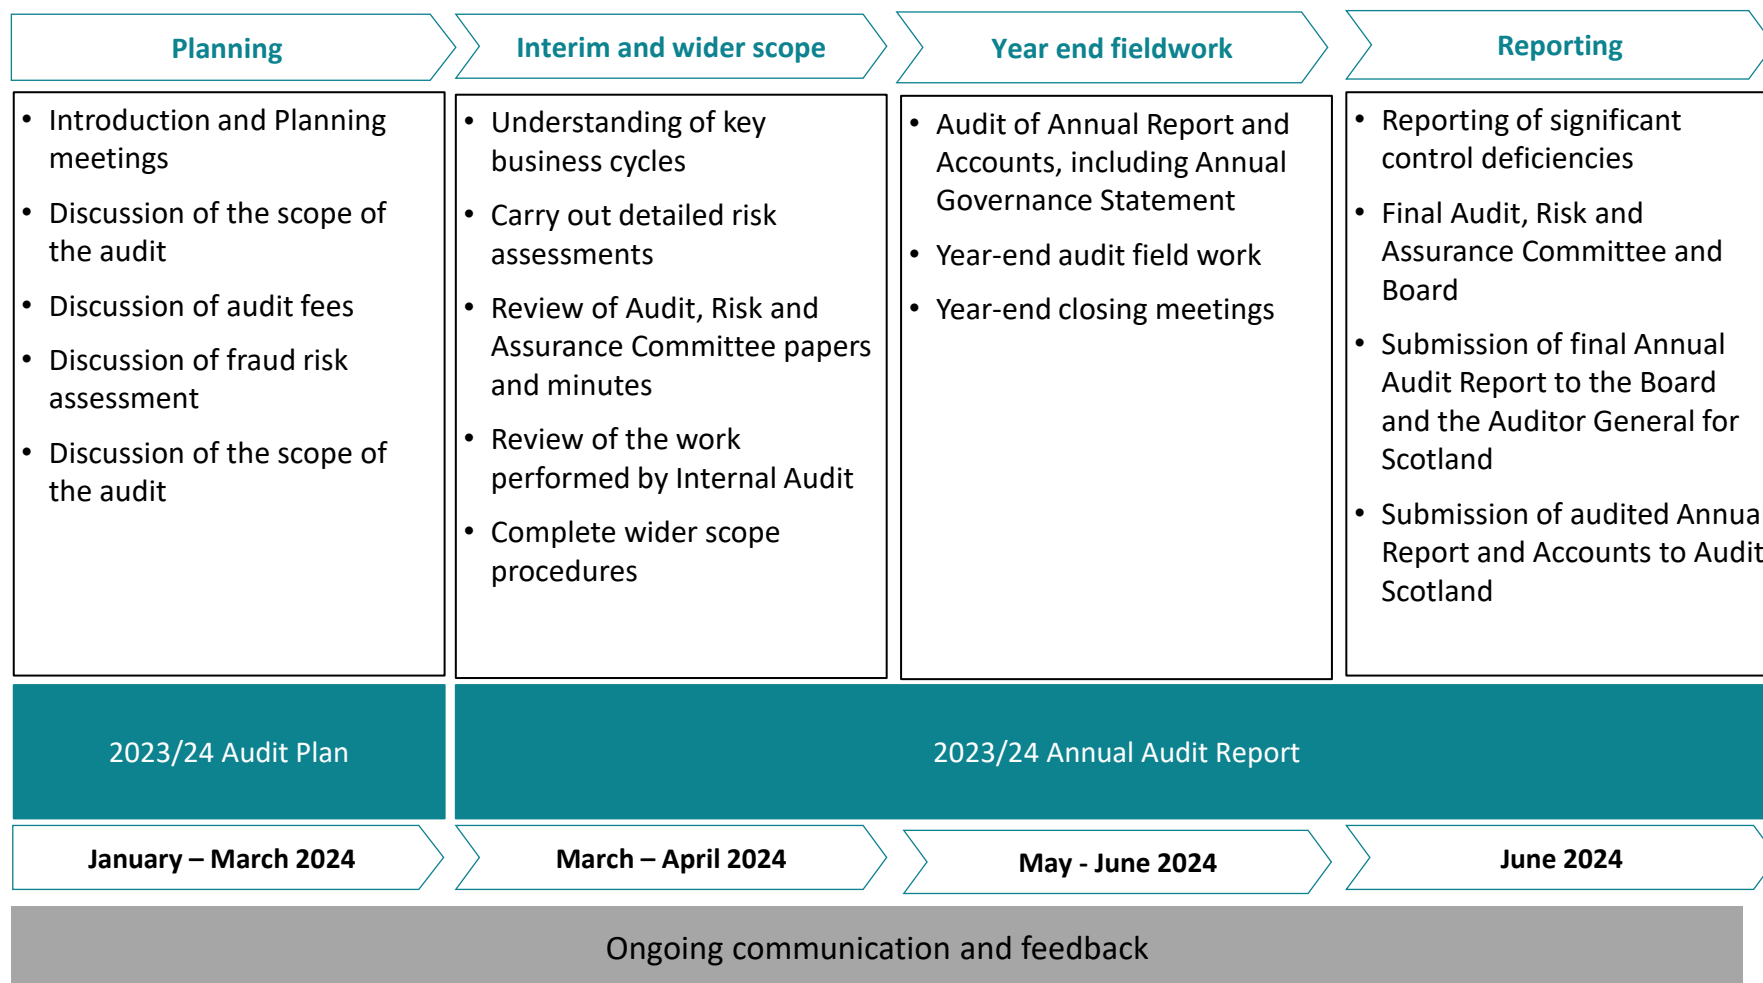 Planning
Interim and wider scope
Year end fieldwork
Reporting
• Introduction and Planning
meetings
• Discussion of the scope of
the audit
• Discussion of audit fees
• Discussion of fraud risk
assessment
• Discussion of the scope of
the audit
• Understanding of key
business cycles
• Carry out detailed risk
assessments
• Review of Audit, Risk and
Assurance Committee papers
and minutes
• Review of the work
performed by Internal Audit
• Complete wider scope
procedures
• Audit of Annual Report and
Accounts, including Annual
Governance Statement
• Year-end audit field work
• Year-end closing meetings
• Reporting of significant
control deficiencies
• Final Audit, Risk and
Assurance Committee and
Board
• Submission of final Annual
Audit Report to the Board
and the Auditor General for
Scotland
• Submission of audited Annua
Report and Accounts to Audit
Scotland
2023/24 Audit Plan
2023/24 Annual Audit Report
January – March 2024
March – April 2024
May - June 2024
June 2024
Ongoing communication and feedback